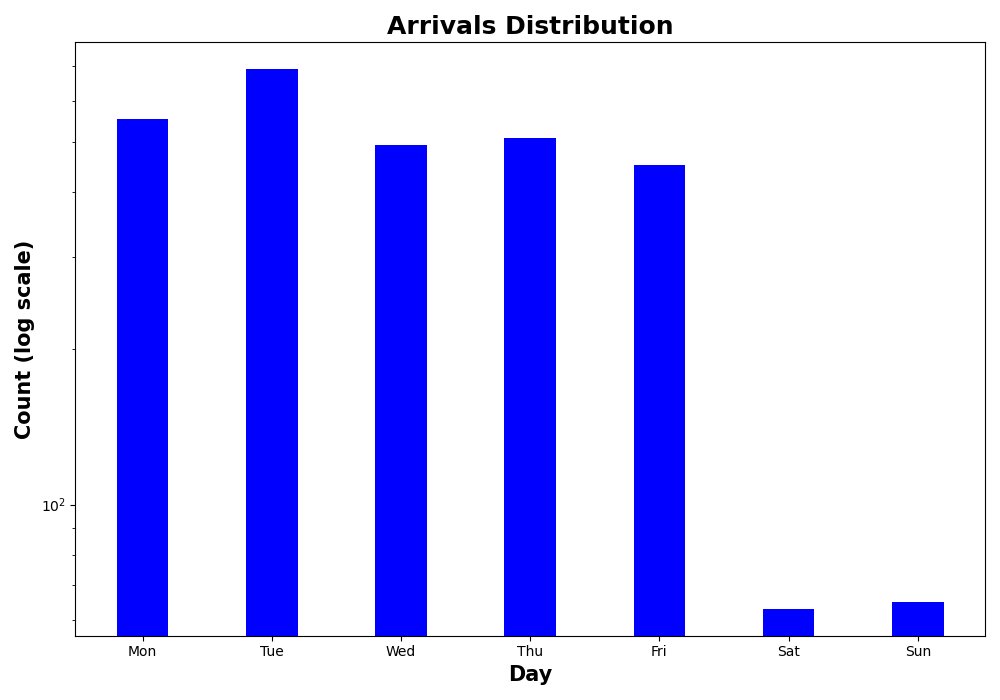 Arrivals Distribution
Count (log scale)
10²
Mon Tue Wed Thu Fri Sat Sun
Day